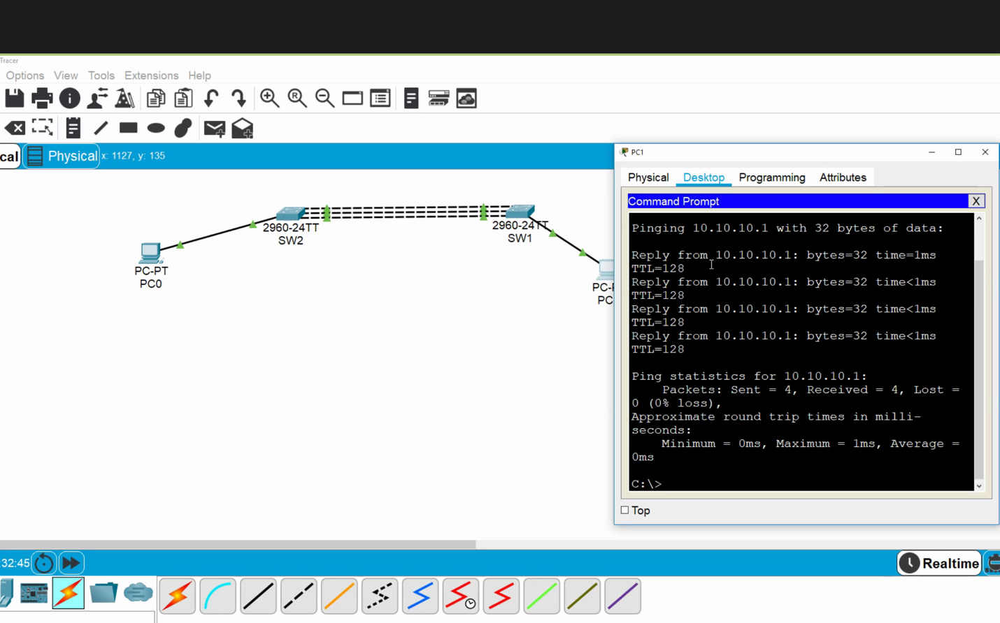 Tracer
Options View Tools Extensions Help
cal Physical x: 1127, y: 135
PC1
Physical Desktop Programming Attributes
Command Prompt X
Pinging 10.10.10.1 with 32 bytes of data:
Reply from 10.10.10.1: bytes=32 time=1ms
TTL=128
Reply from 10.10.10.1: bytes=32 time<1ms
TTL=128
Reply from 10.10.10.1: bytes=32 time<1ms
TTL=128
Reply from 10.10.10.1: bytes=32 time<1ms
TTL=128
Ping statistics for 10.10.10.1:
Packets: Sent = 4, Received = 4, Lost =
0 (0% loss),
Approximate round trip times in milli-
seconds:
Minimum = 0ms, Maximum = 1ms, Average =
0ms
C:\>
Top
2960-24TT
SW2
2960-24TT
SW1
PC-PT
PC0
PC-P
PC
:32:45
Realtime